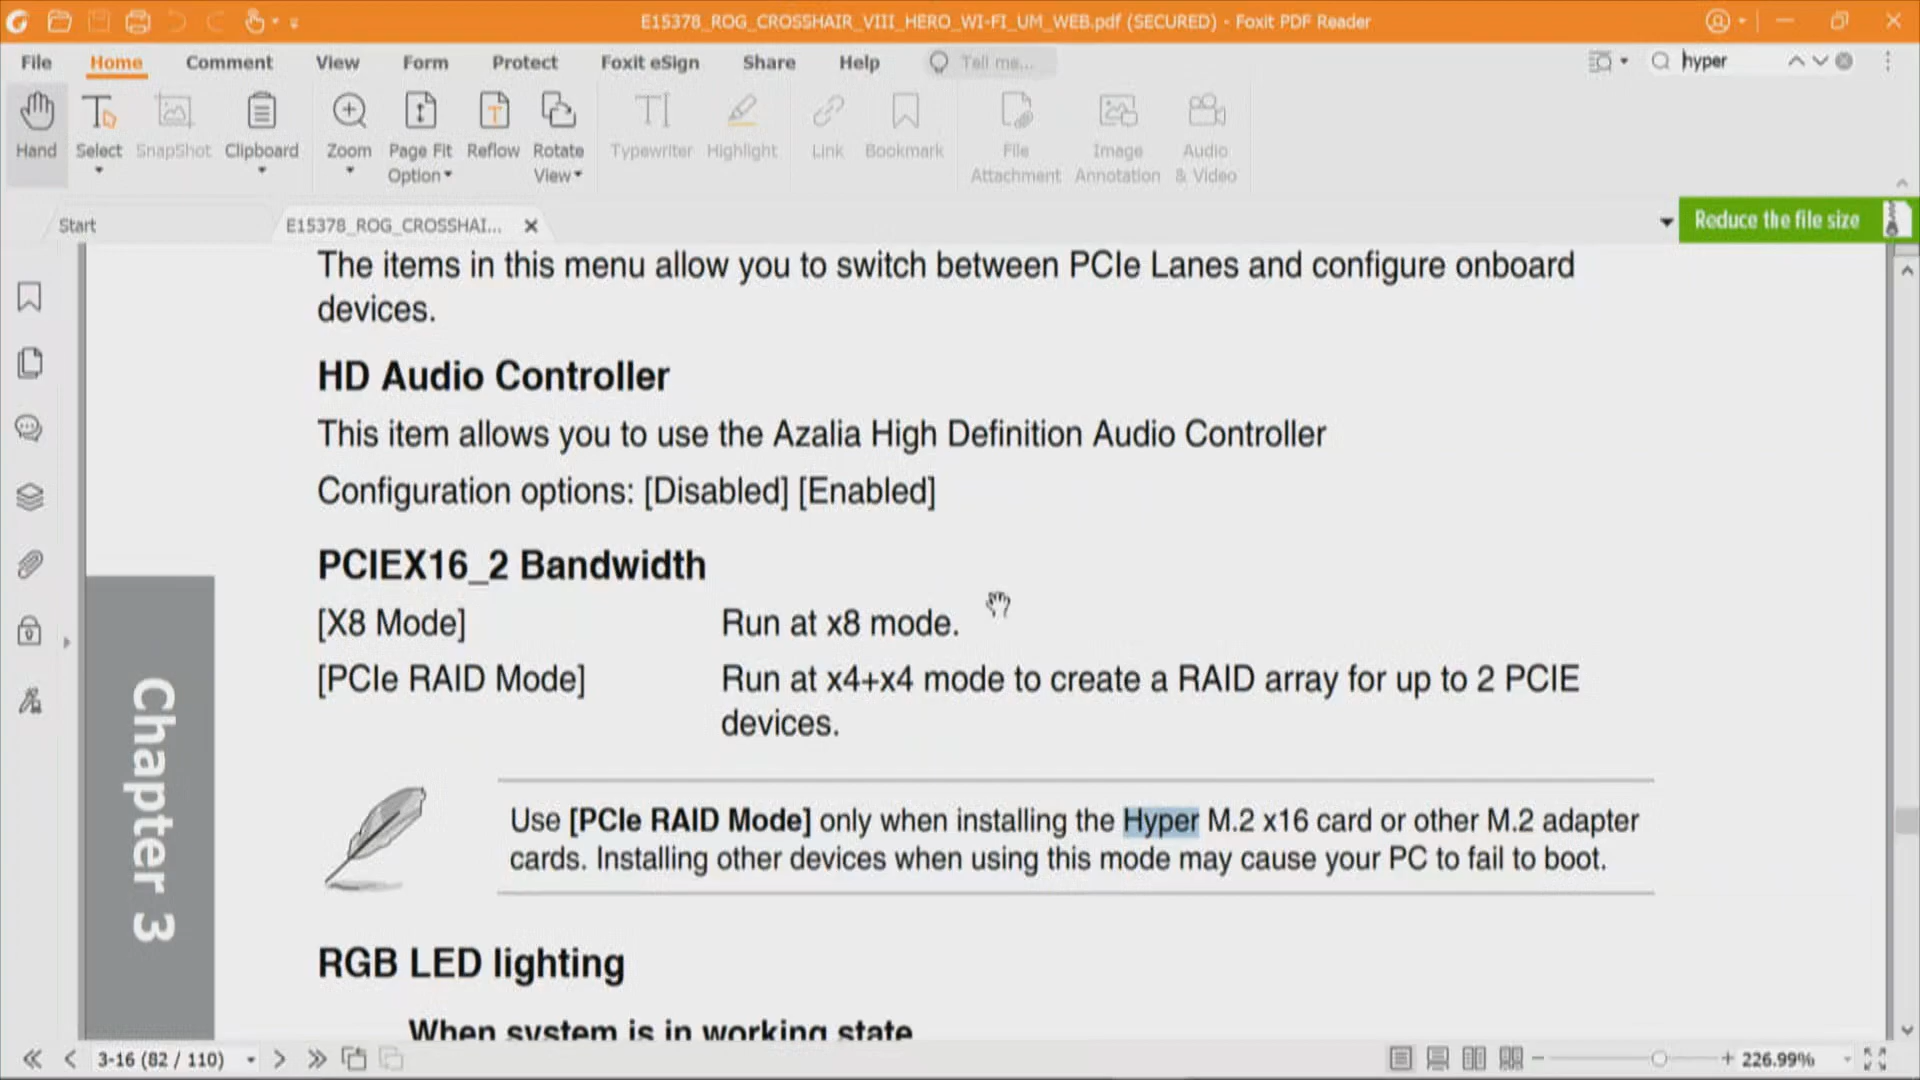 E15378_ROG_CROSSHAIR_VIII_HERO_WI-FI_UM_WEB.pdf (SECURED) - Foxit PDF Reader
File Home Comment View Form Protect Foxit eSign Share Help Tell me... hyper
Hand Select SnapShot Clipboard Zoom Page Fit Option Reflow Rotate View Typewriter Highlight Link Bookmark File Attachment Image Annotation Audio & Video
Start E15378_ROG_CROSSHAI... Reduce the file size
The items in this menu allow you to switch between PCIe Lanes and configure onboard
devices.
HD Audio Controller
This item allows you to use the Azalia High Definition Audio Controller
Configuration options: [Disabled] [Enabled]
PCIEX16_2 Bandwidth
[X8 Mode] Run at x8 mode.
[PCIe RAID Mode] Run at x4+x4 mode to create a RAID array for up to 2 PCIE
devices.
Chapter 3
Use [PCIe RAID Mode] only when installing the Hyper M.2 x16 card or other M.2 adapter
cards. Installing other devices when using this mode may cause your PC to fail to boot.
RGB LED lighting
When system is in working state
3-16 (82 / 110) 226.99%